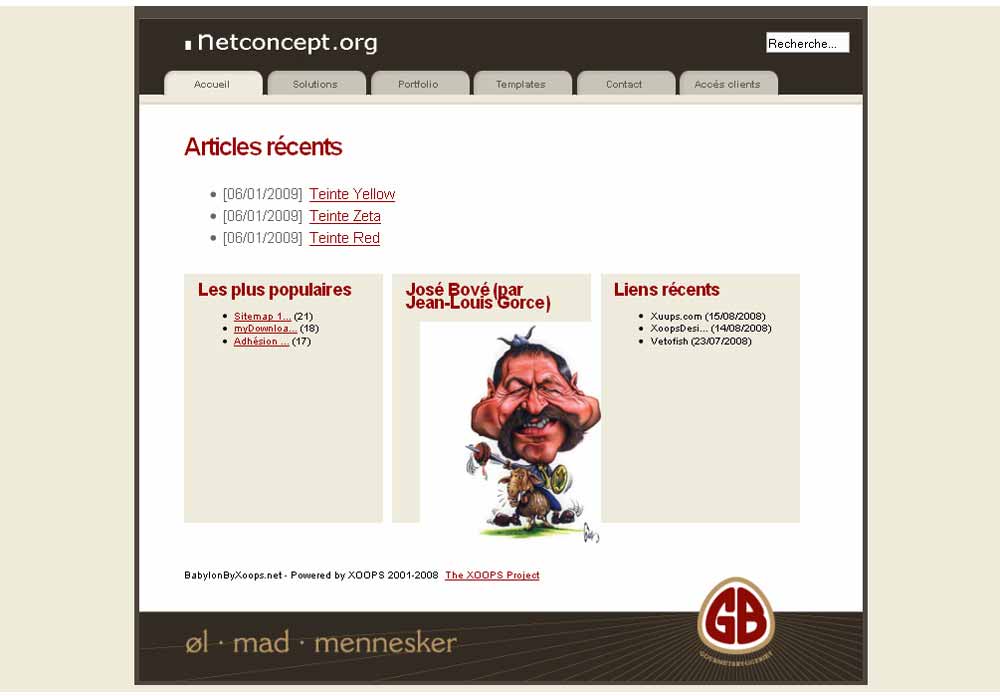 netconcept.org
Recherche...
Accueil
Solutions
Portfolio
Templates
Contact
Accés clients
Articles récents
[06/01/2009] Teinte Yellow
[06/01/2009] Teinte Zeta
[06/01/2009] Teinte Red
Les plus populaires
Sitemap 1... (21)
myDownloa... (18)
Adhésion ... (17)
José Bové (par
Jean-Louis Gorce)
Liens récents
Xuups.com (15/08/2008)
XoopsDesi... (14/08/2008)
Vetofish (23/07/2008)
BabylonByXoops.net - Powered by XOOPS 2001-2008 The XOOPS Project
øl · mad · mennesker
GB
GOURMETBRYGGERIET